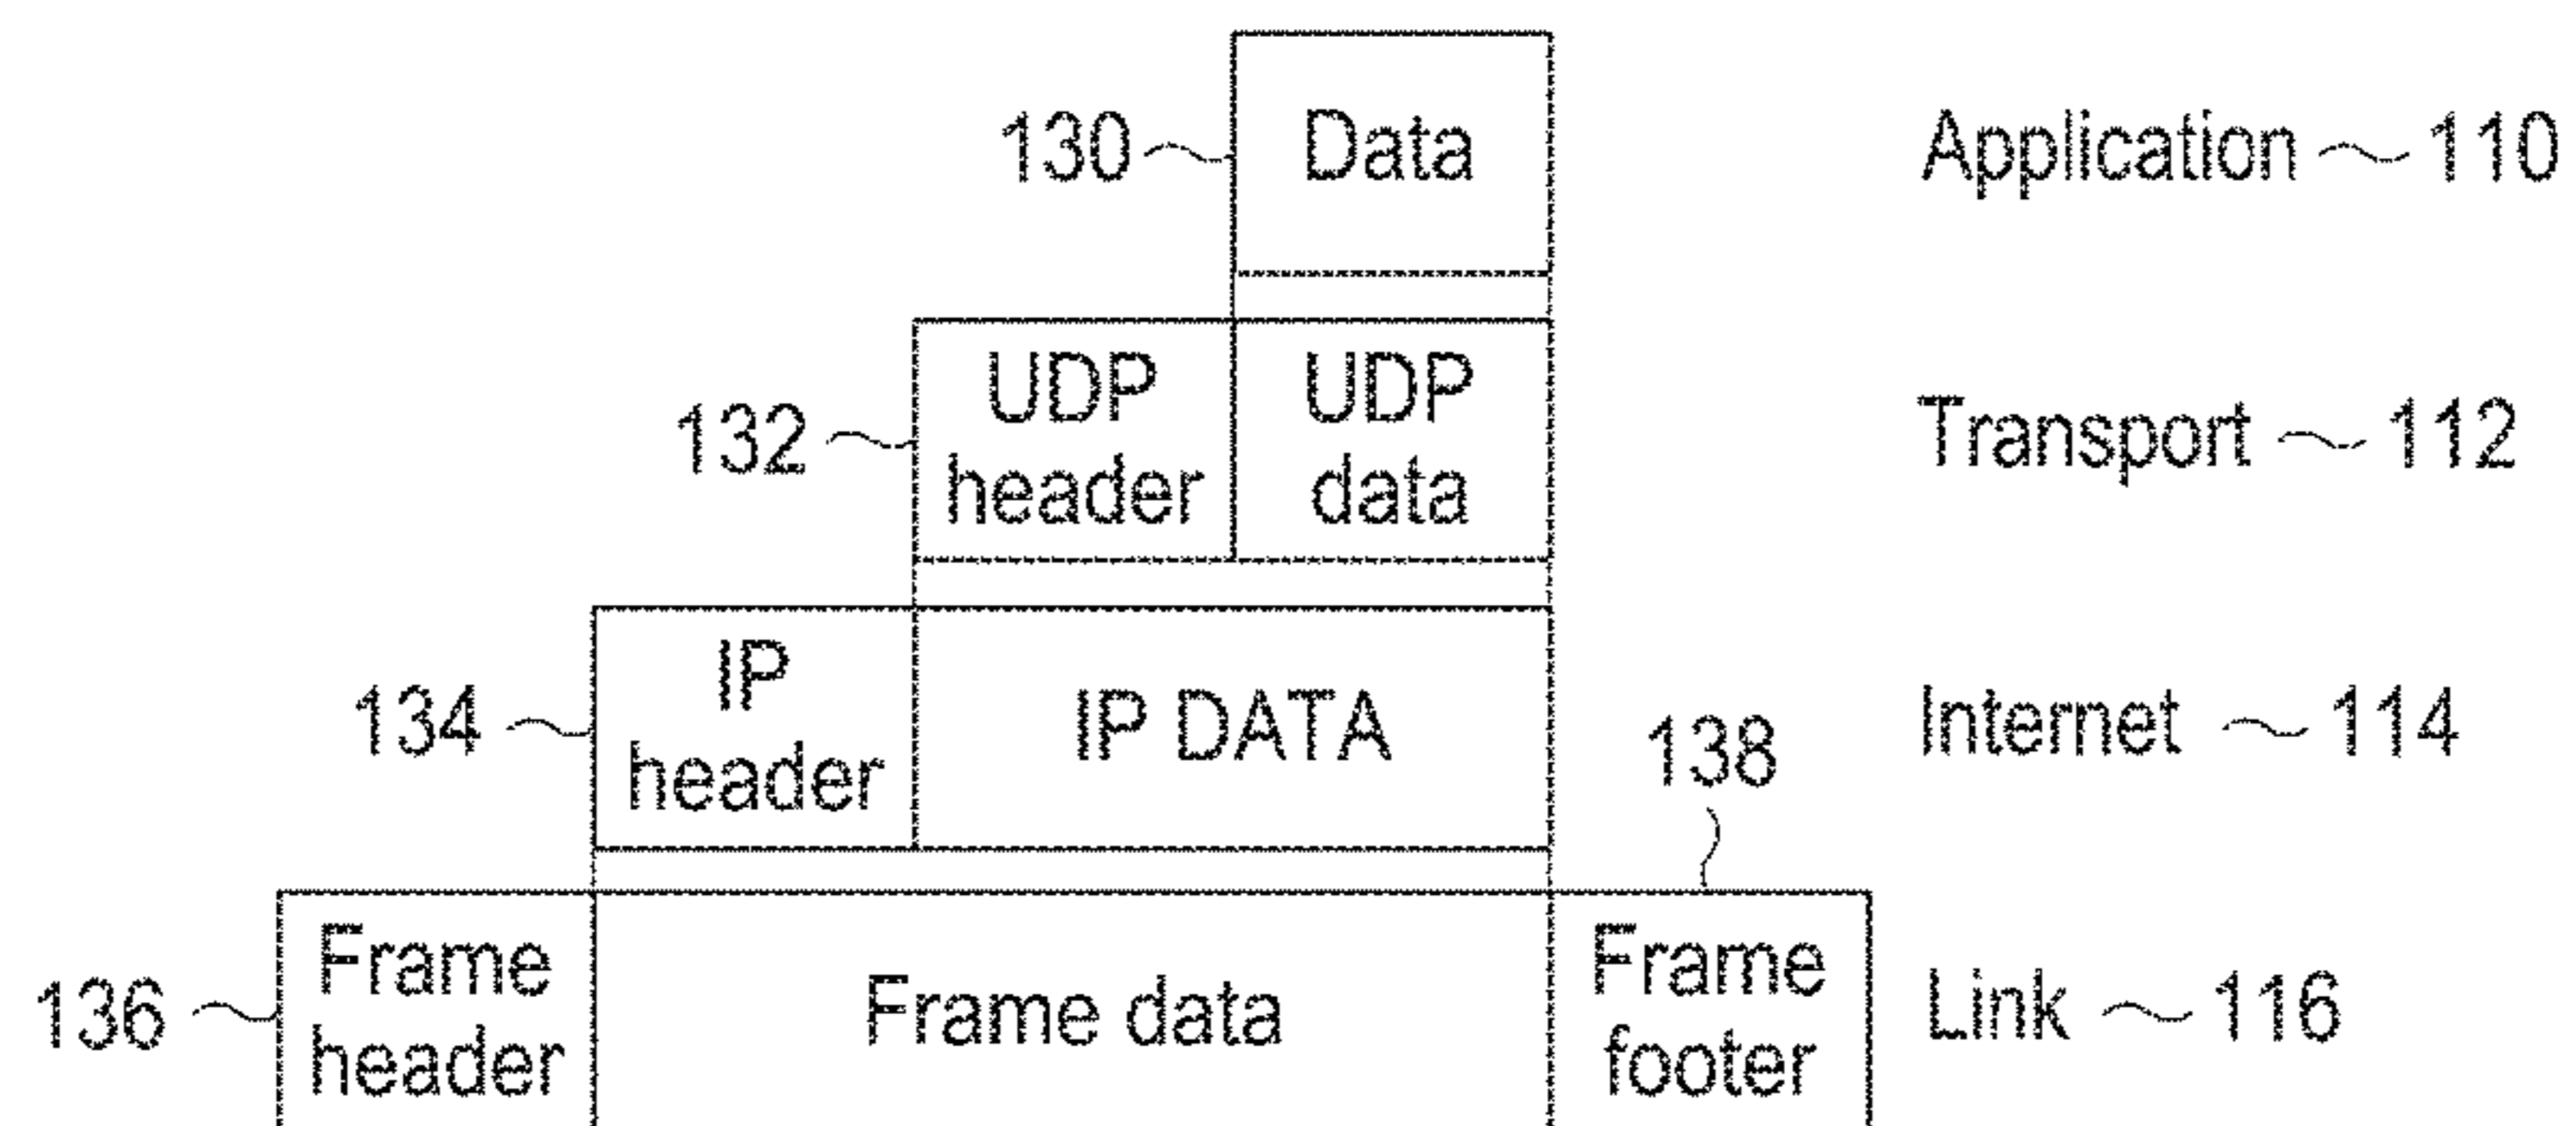 130 Data Application 110
132 UDP header UDP data Transport 112
134 IP header IP DATA 138 Internet 114
136 Frame header Frame data Frame footer Link 116